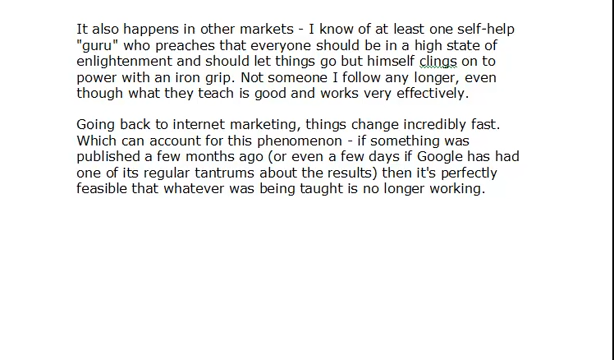 It also happens in other markets - I know of at least one self-help
"guru" who preaches that everyone should be in a high state of
enlightenment and should let things go but himself clings on to
power with an iron grip. Not someone I follow any longer, even
though what they teach is good and works very effectively.
Going back to internet marketing, things change incredibly fast.
Which can account for this phenomenon - if something was
published a few months ago (or even a few days if Google has had
one of its regular tantrums about the results) then it's perfectly
feasible that whatever was being taught is no longer working.